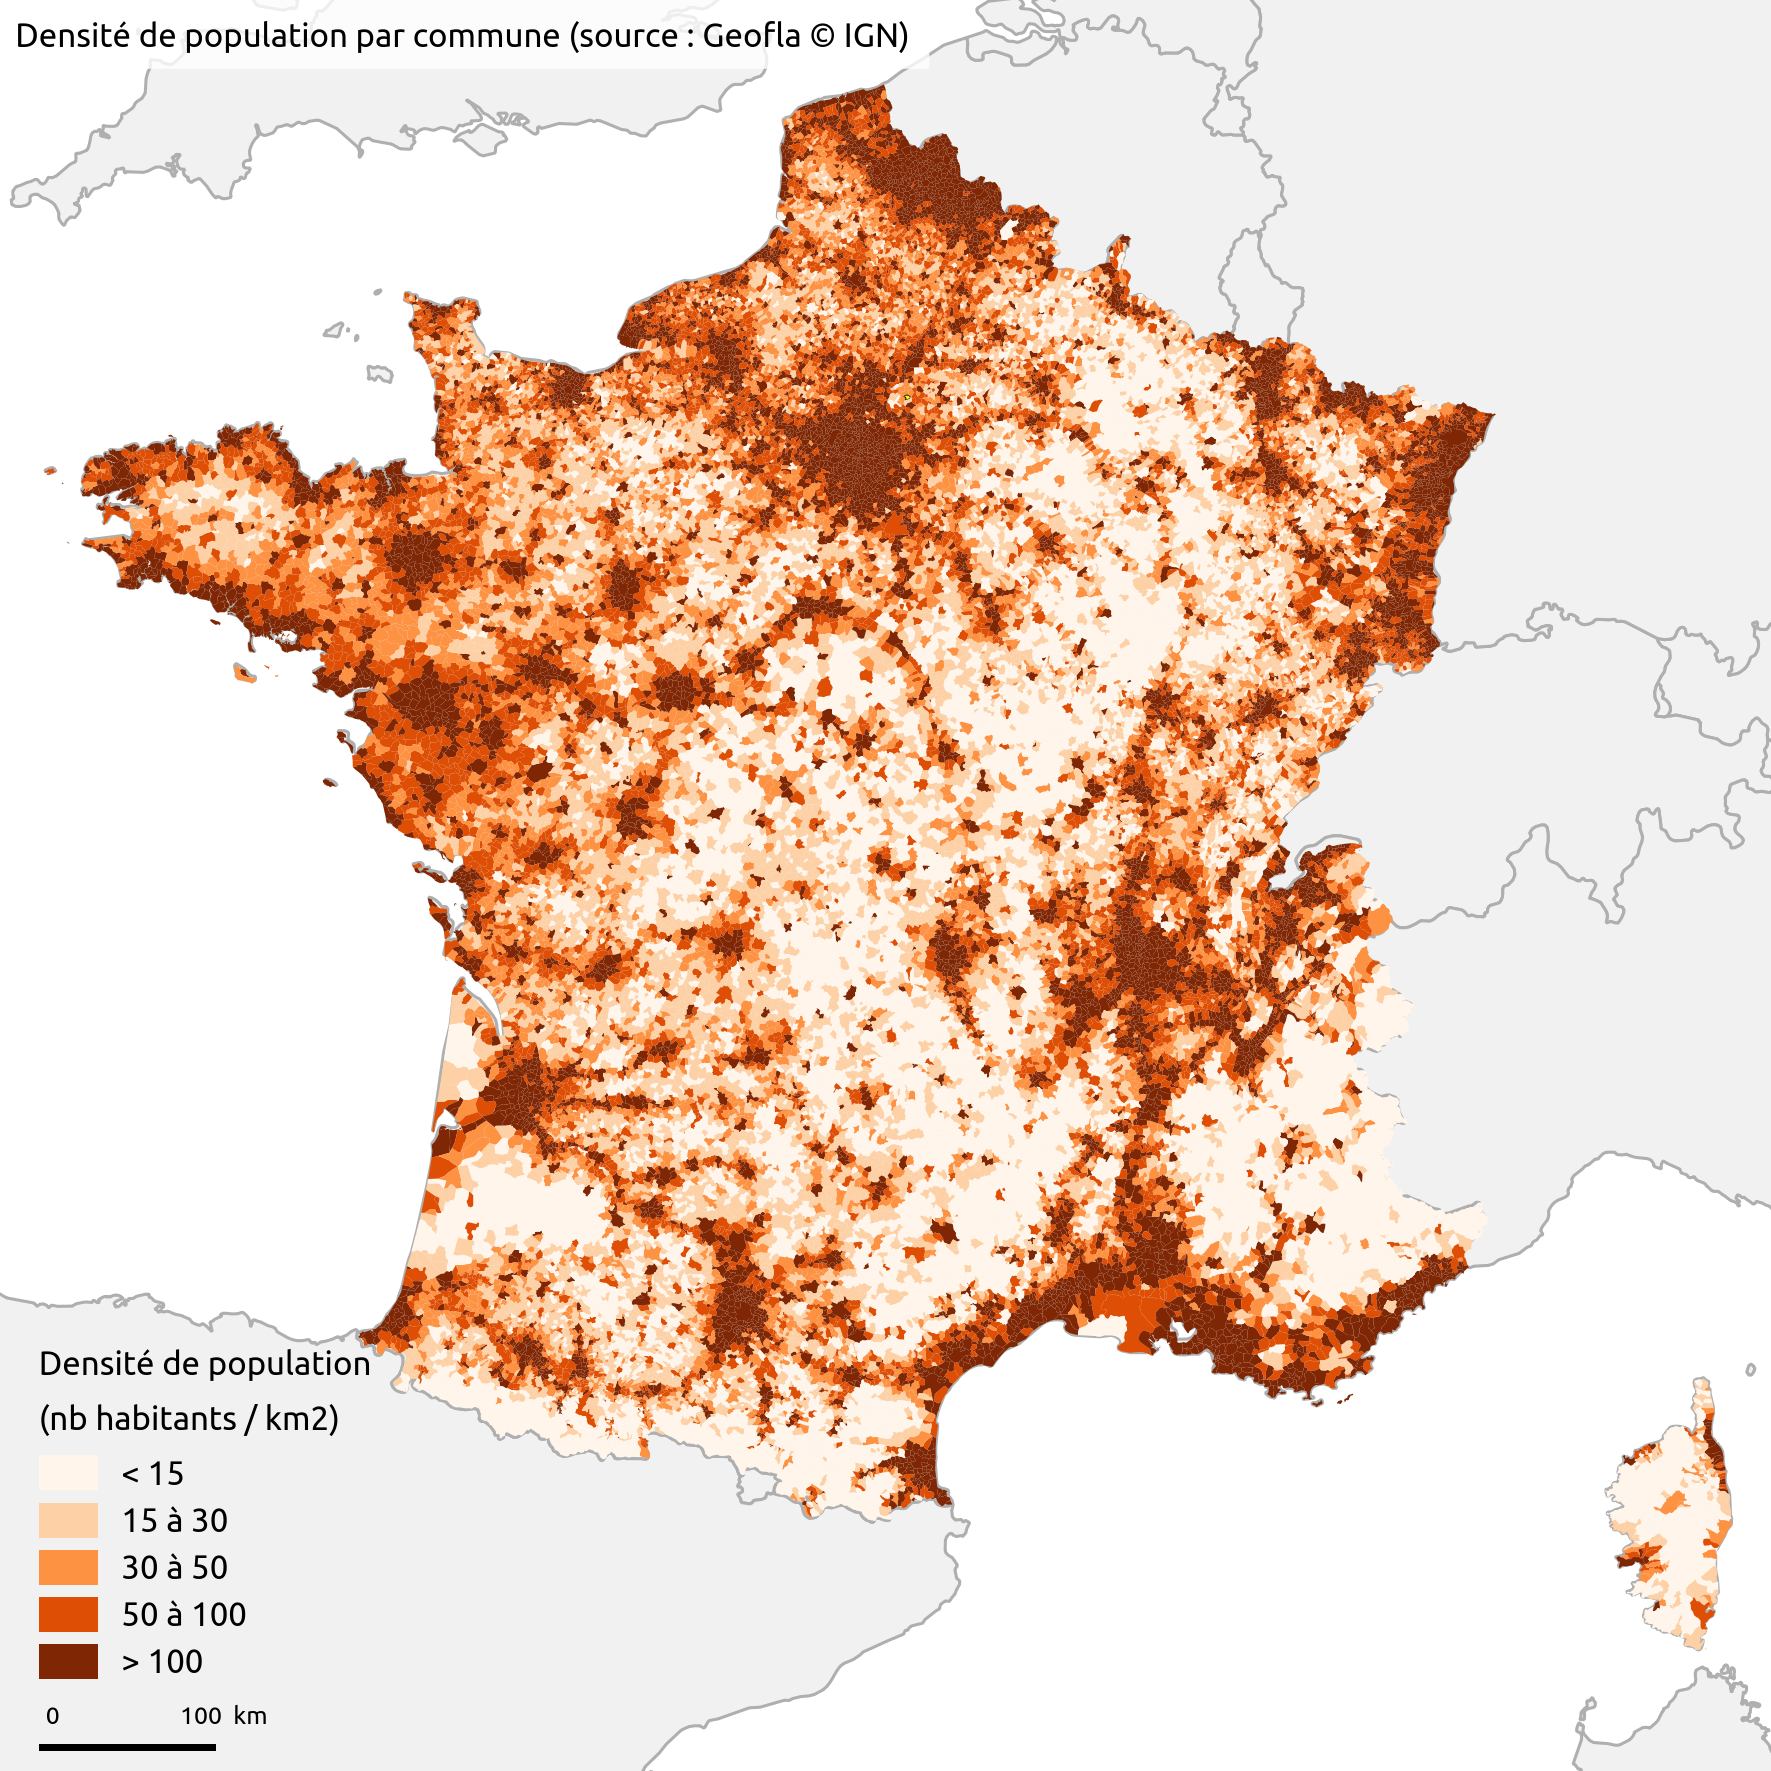 Densité de population par commune (source : Geofla © IGN)
Densité de population
(nb habitants / km2)
< 15
15 à 30
30 à 50
50 à 100
> 100
0 100 km